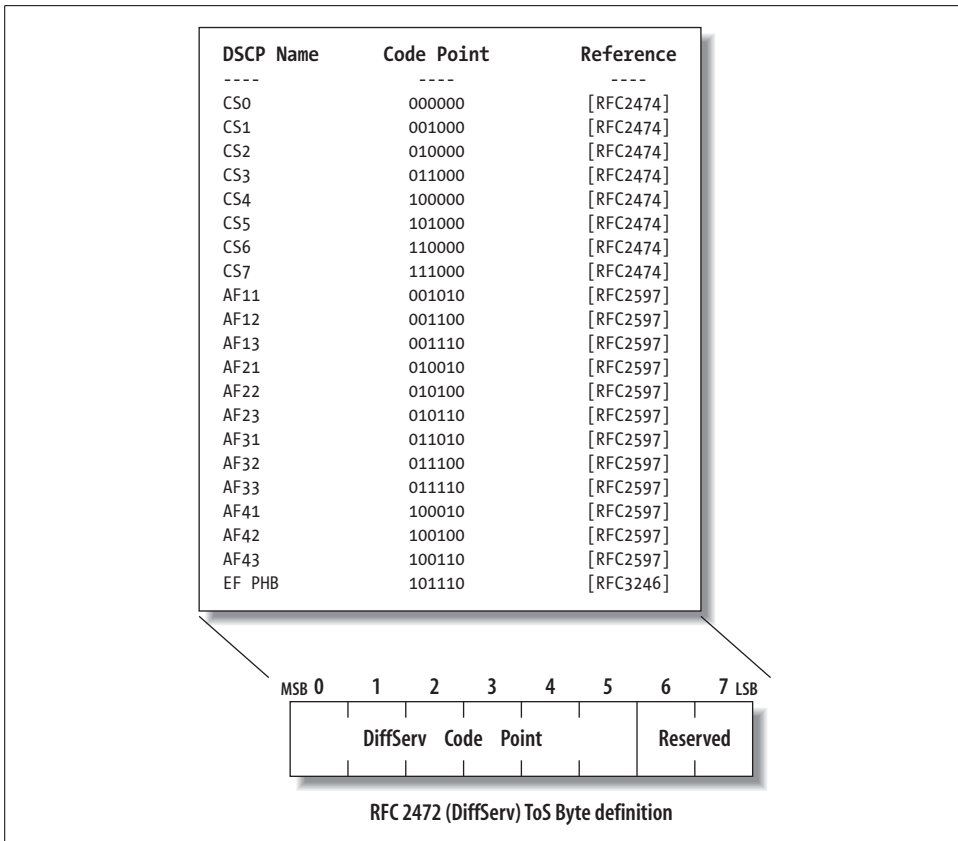 DSCP Name Code Point Reference
---- ---- ----
CS0 000000 [RFC2474]
CS1 001000 [RFC2474]
CS2 010000 [RFC2474]
CS3 011000 [RFC2474]
CS4 100000 [RFC2474]
CS5 101000 [RFC2474]
CS6 110000 [RFC2474]
CS7 111000 [RFC2474]
AF11 001010 [RFC2597]
AF12 001100 [RFC2597]
AF13 001110 [RFC2597]
AF21 010010 [RFC2597]
AF22 010100 [RFC2597]
AF23 010110 [RFC2597]
AF31 011010 [RFC2597]
AF32 011100 [RFC2597]
AF33 011110 [RFC2597]
AF41 100010 [RFC2597]
AF42 100100 [RFC2597]
AF43 100110 [RFC2597]
EF PHB 101110 [RFC3246]
MSB 0 1 2 3 4 5 6 7 LSB
DiffServ Code Point Reserved
RFC 2472 (DiffServ) ToS Byte definition